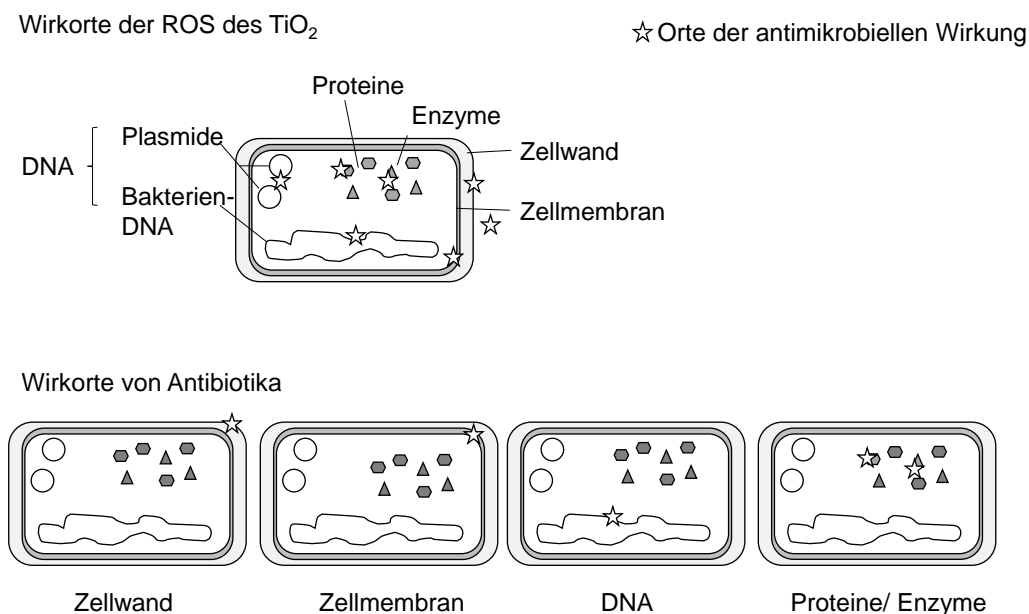 Wirkorte der ROS des TiO₂
☆ Orte der antimikrobiellen Wirkung
Proteine
Enzyme
Plasmide
Zellwand
DNA
Bakterien-
DNA
Zellmembran
Wirkorte von Antibiotika
Zellwand
Zellmembran
DNA
Proteine/ Enzyme